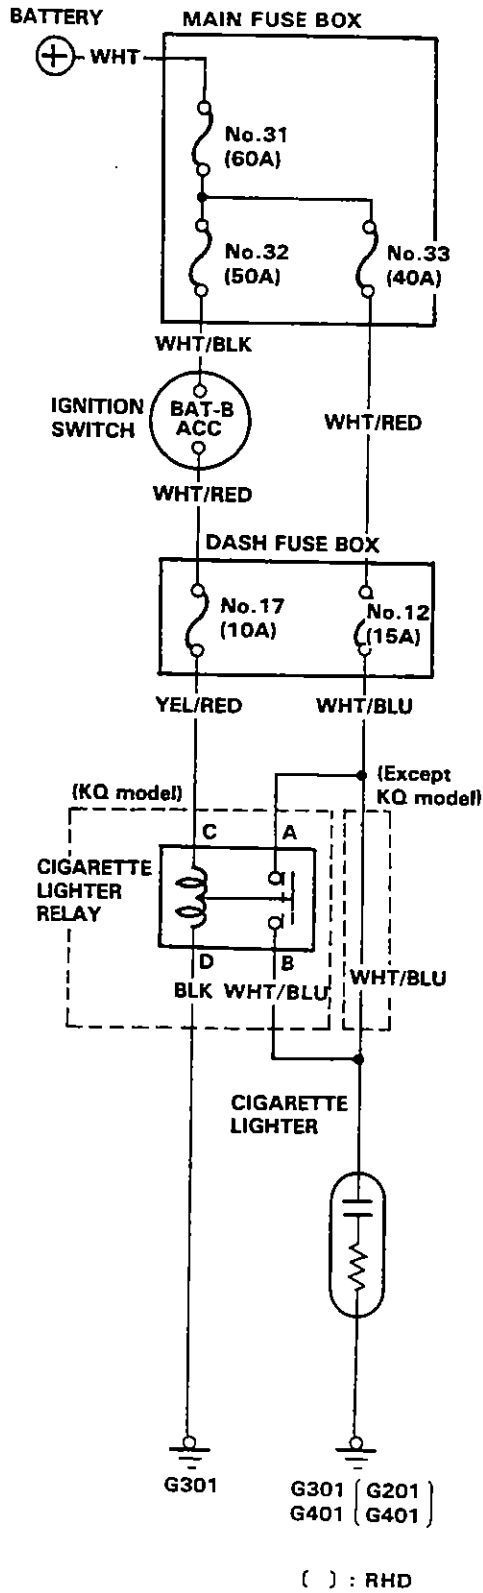 BATTERY
MAIN FUSE BOX
WHT
No.31
(60A)
No.32
(50A)
No.33
(40A)
WHT/BLK
IGNITION
SWITCH
BAT-B
ACC
WHT/RED
WHT/RED
DASH FUSE BOX
No.17
(10A)
No.12
(15A)
YEL/RED
WHT/BLU
(KQ model)
(Except
KQ model)
C
A
CIGARETTE
LIGHTER
RELAY
D
B
BLK
WHT/BLU
WHT/BLU
CIGARETTE
LIGHTER
G301
G301 [ G201 ]
G401 [ G401 ]
[ ] : RHD